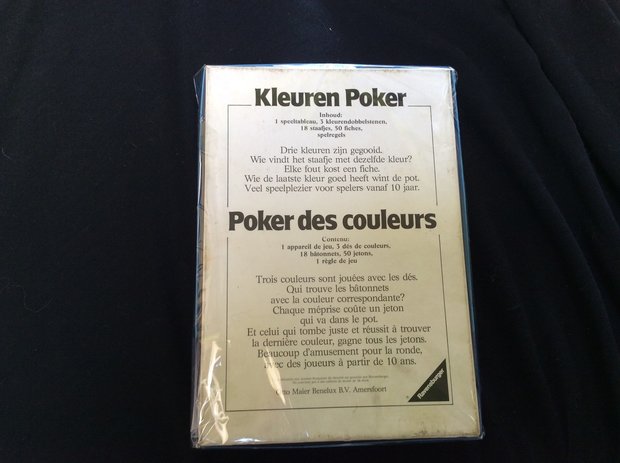 Kleuren Poker
Inhoud:
1 speeltableau, 3 kleurendobbelstenen,
18 staafjes, 50 fiches,
spelregels
Drie kleuren zijn gegooid.
Wie vindt het staafje met dezelfde kleur?
Elke fout kost een fiche.
Wie de laatste kleur goed heeft wint de pot.
Veel speelplezier voor spelers vanaf 10 jaar.
Poker des couleurs
Contenu:
1 appareil de jeu, 3 dés de couleurs,
18 bâtonnets, 50 jetons,
1 règle de jeu
Trois couleurs sont jouées avec les dés.
Qui trouve les bâtonnets
avec la couleur correspondante?
Chaque méprise coûte un jeton
qui va dans le pot.
Et celui qui tombe juste et réussit à trouver
la dernière couleur, gagne tous les jetons.
Beaucoup d'amusement pour la ronde,
avec des joueurs à partir de 10 ans.
Otto Maier Benelux B.V. Amersfoort
Ravensburger